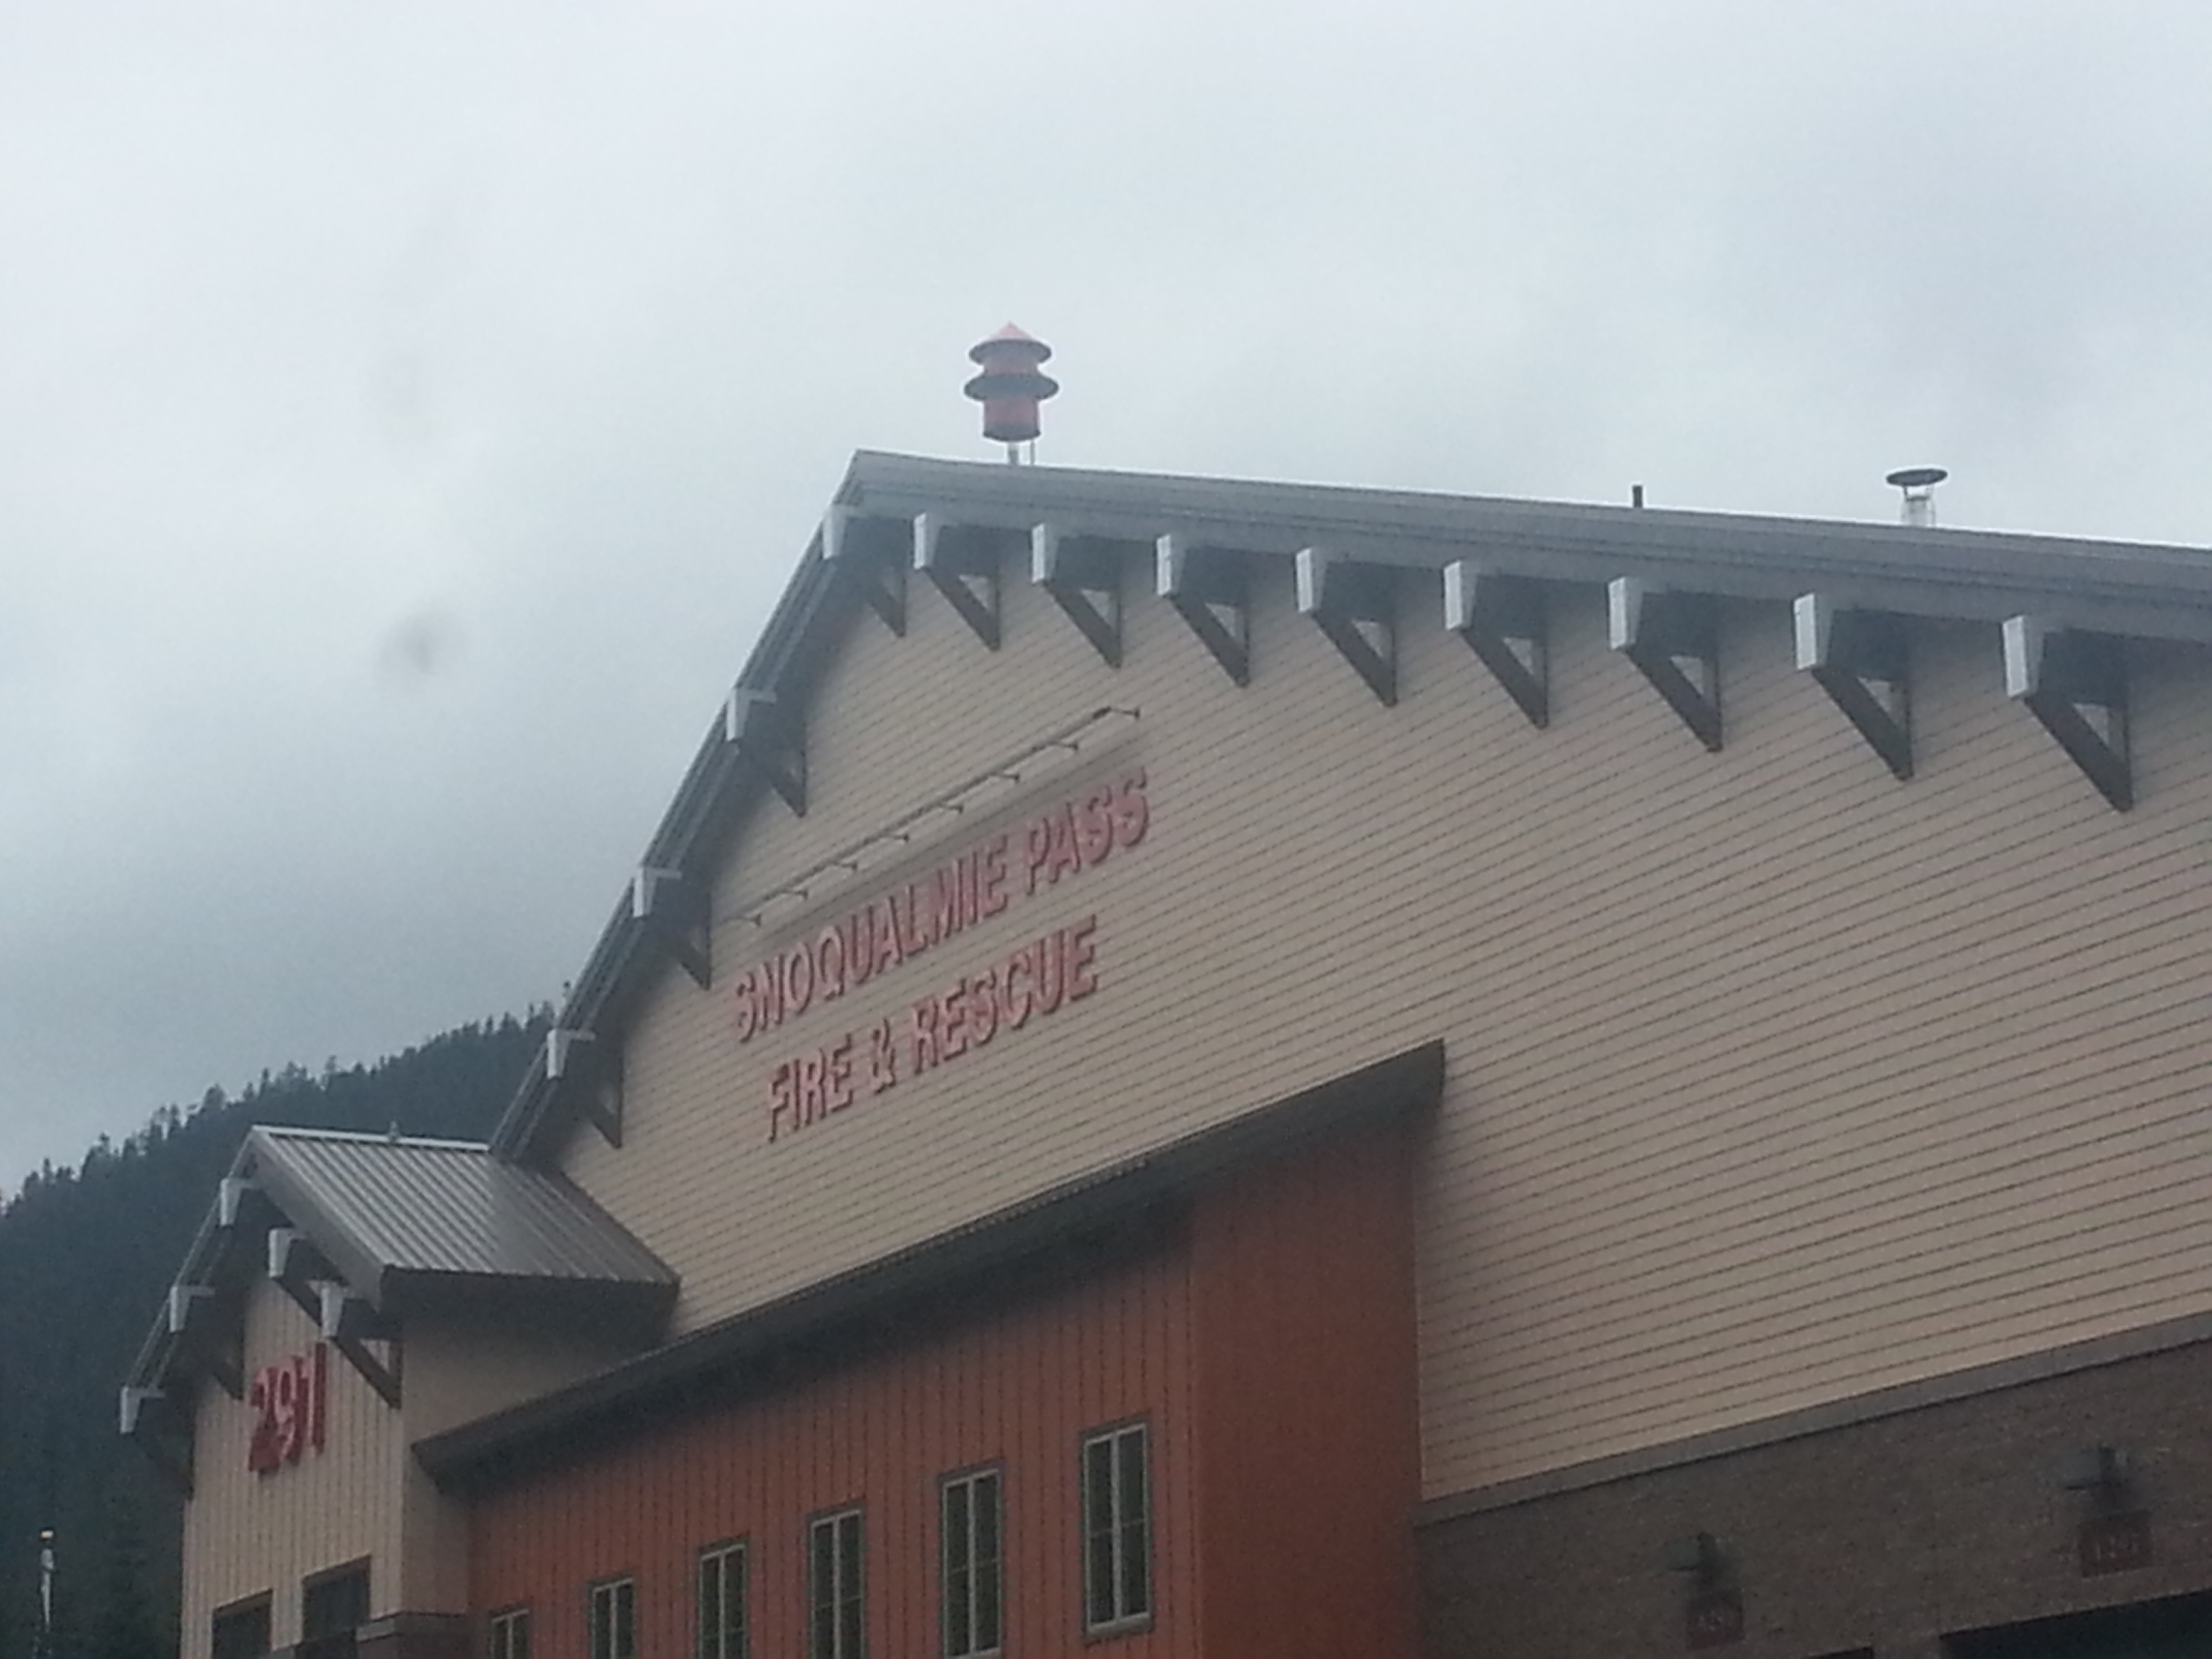 SNOQUALMIE PASS
FIRE & RESCUE
291